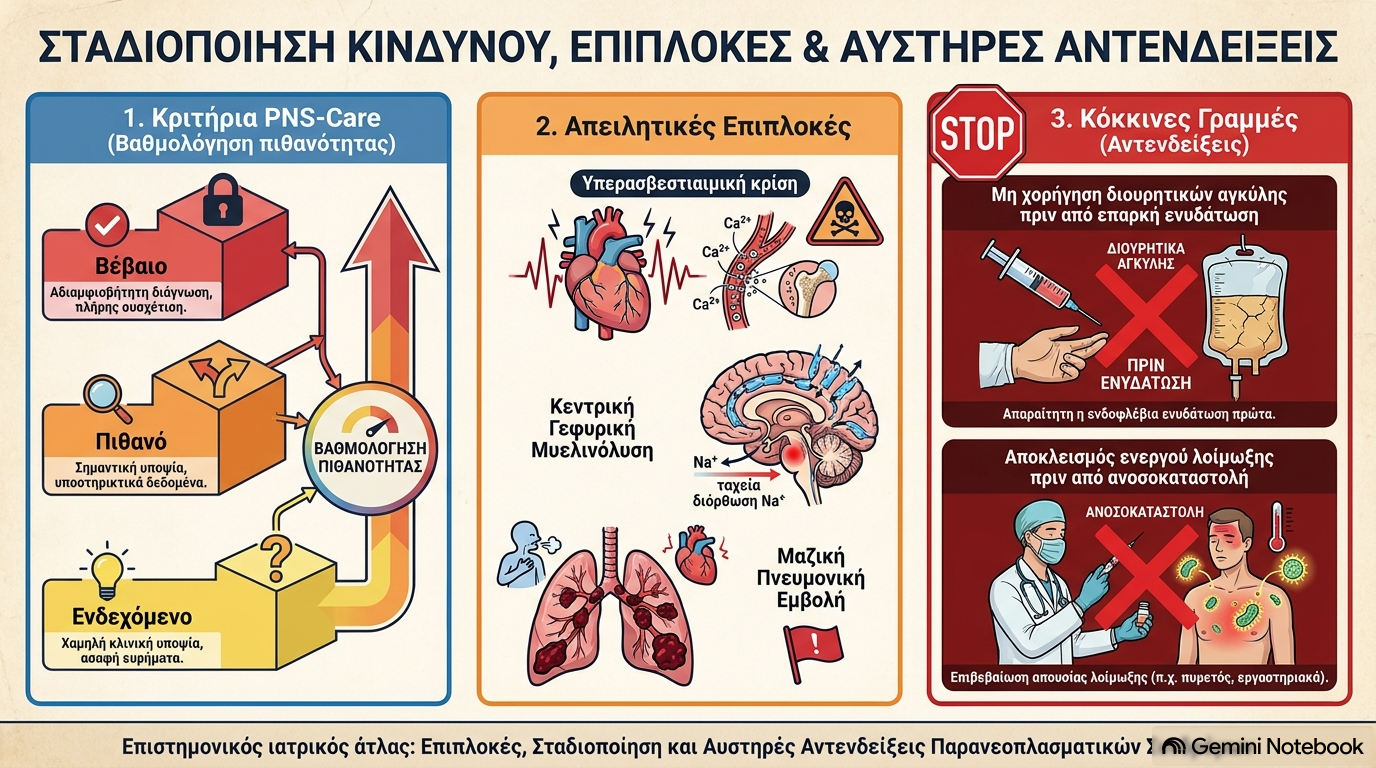 ΣΤΑΔΙΟΠΟΙΗΣΗ ΚΙΝΔΥΝΟΥ, ΕΠΙΠΛΟΚΕΣ & ΑΥΣΤΗΡΕΣ ΑΝΤΕΝΔΕΙΞΕΙΣ
1. Κριτήρια PNS-Care
(Βαθμολόγηση πιθανότητας)
Βέβαιο
Αδιαμφιοβήτητη διάγνωση,
πλήρης ουσχέτιση.
Πιθανό
Σημαντική υποψία,
υποοτηρικτικά δεδομένα.
Ενδεχόμενο
Χαμηλή κλινική υποψία,
ασαφή ευρήματα.
ΒΑΘΜΟΛΟΓΗΣΗ
ΠΙΘΑΝΟΤΗΤΑΣ
2. Απειλητικές Επιπλοκές
Υπερασβεστιαιμική κρίση
Ca²⁺
Ca²⁺
Ca²⁺
Κεντρική
Γεφυρική
Μυελινόλυση
Na⁺
ταχεία
διόρθωση Na⁺
Μαζική
Πνευμονική
Εμβολή
!
STOP
3. Κόκκινες Γραμμές
(Αντενδείξεις)
Μη χορήγηση διουρητικών αγκύλης
πριν από επαρκή ενυδάτωση
ΔΙΟΥΡΗΤΙΚΑ
ΑΓΚΥΛΗΣ
ΠΡΙΝ
ΕΝΥΔΑΤΩΣΗ
Απαραίτητη η ενδοφλέβια ενυδάτωση πρώτα.
Αποκλεισμός ενεργού λοίμωξης
πριν από ανοσοκαταστολή
ΑΝΟΣΟΚΑΤΑΣΤΟΛΗ
Επιβεβαίωση απουσίας λοίμωξης (π.χ. πυρετός, εργαστηριακά).
Επιστημονικός ιατρικός άτλας: Επιπλοκές, Σταδιοποίηση και Αυστηρές Αντενδείξεις Παρανεοπλασματικών
Gemini Notebook